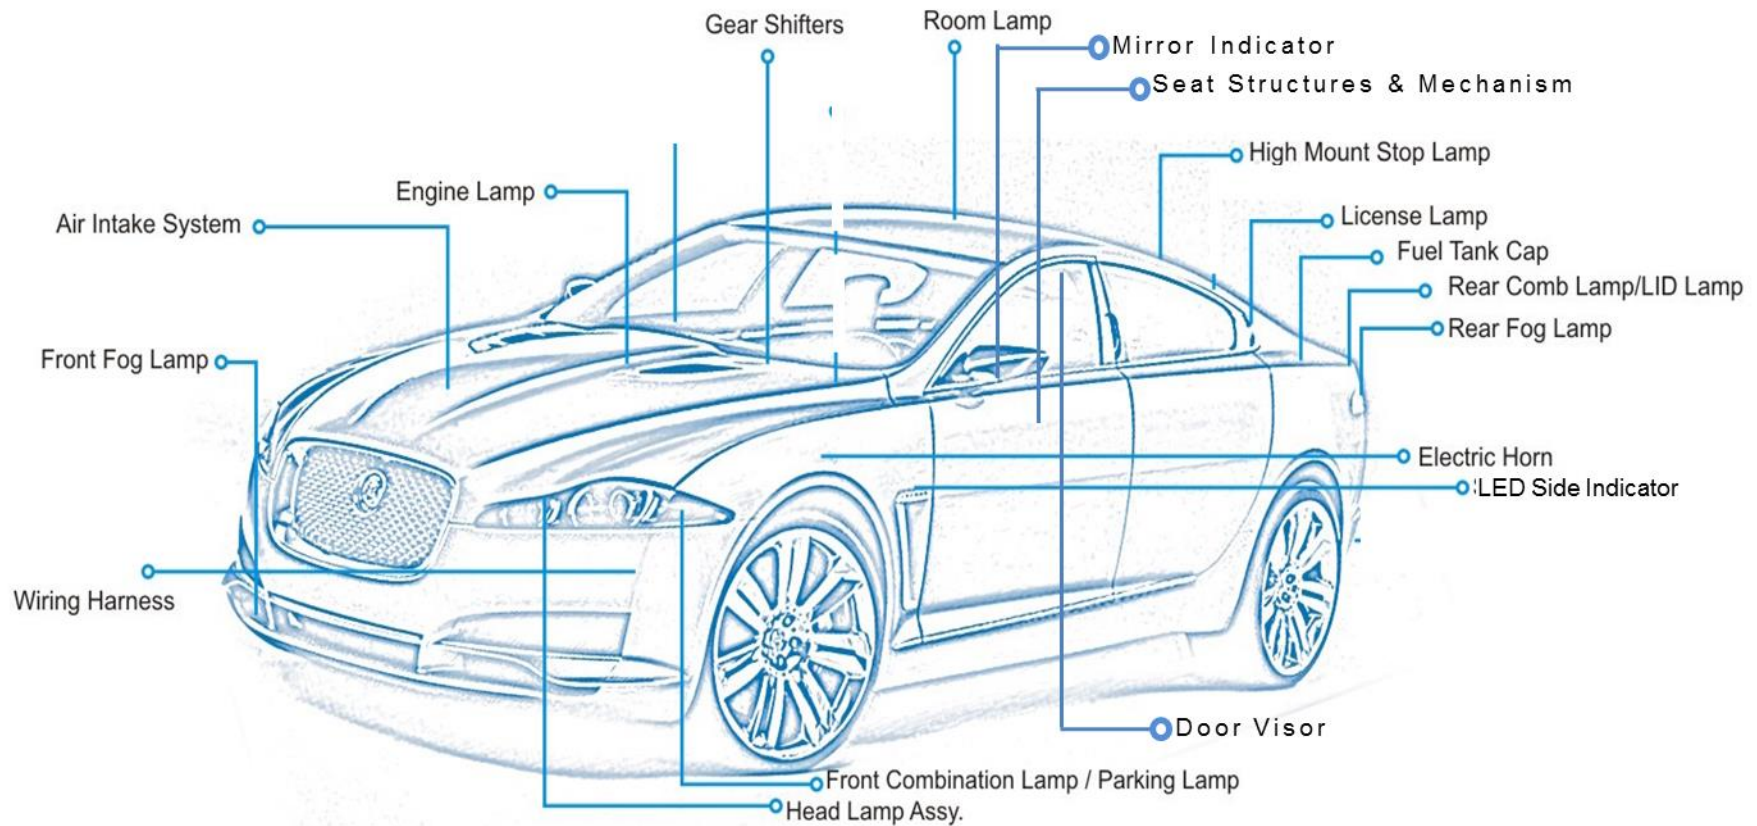 Room Lamp
Gear Shifters
Mirror Indicator
Seat Structures & Mechanism
High Mount Stop Lamp
Engine Lamp
License Lamp
Air Intake System
Fuel Tank Cap
Rear Comb Lamp/LID Lamp
Rear Fog Lamp
Front Fog Lamp
Electric Horn
LED Side Indicator
Wiring Harness
Door Visor
Front Combination Lamp / Parking Lamp
Head Lamp Assy.